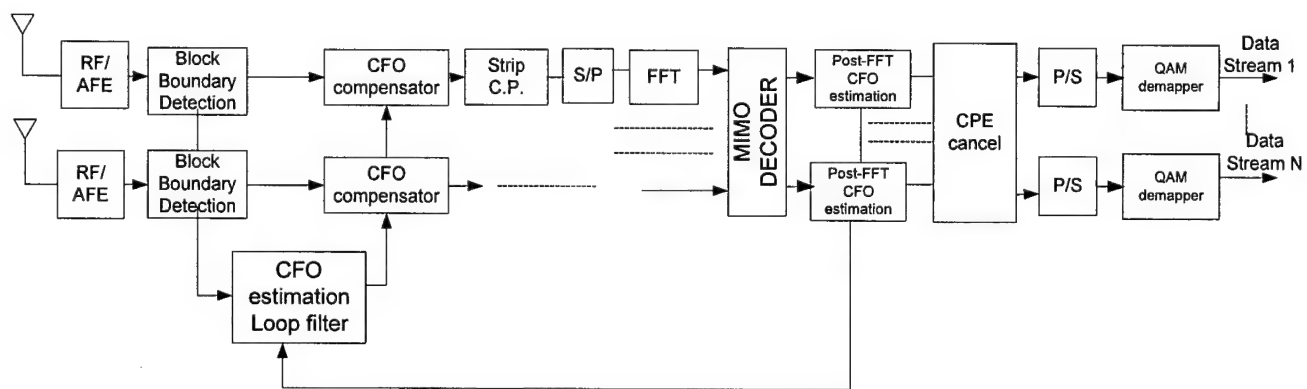 RF/
AFE
Block
Boundary
Detection
CFO
compensator
Strip
C.P.
S/P
FFT
MIMO
DECODER
Post-FFT
CFO
estimation
CPE
cancel
P/S
QAM
demapper
Data
Stream 1
RF/
AFE
Block
Boundary
Detection
CFO
compensator
Post-FFT
CFO
estimation
P/S
QAM
demapper
Data
Stream N
CFO
estimation
Loop filter